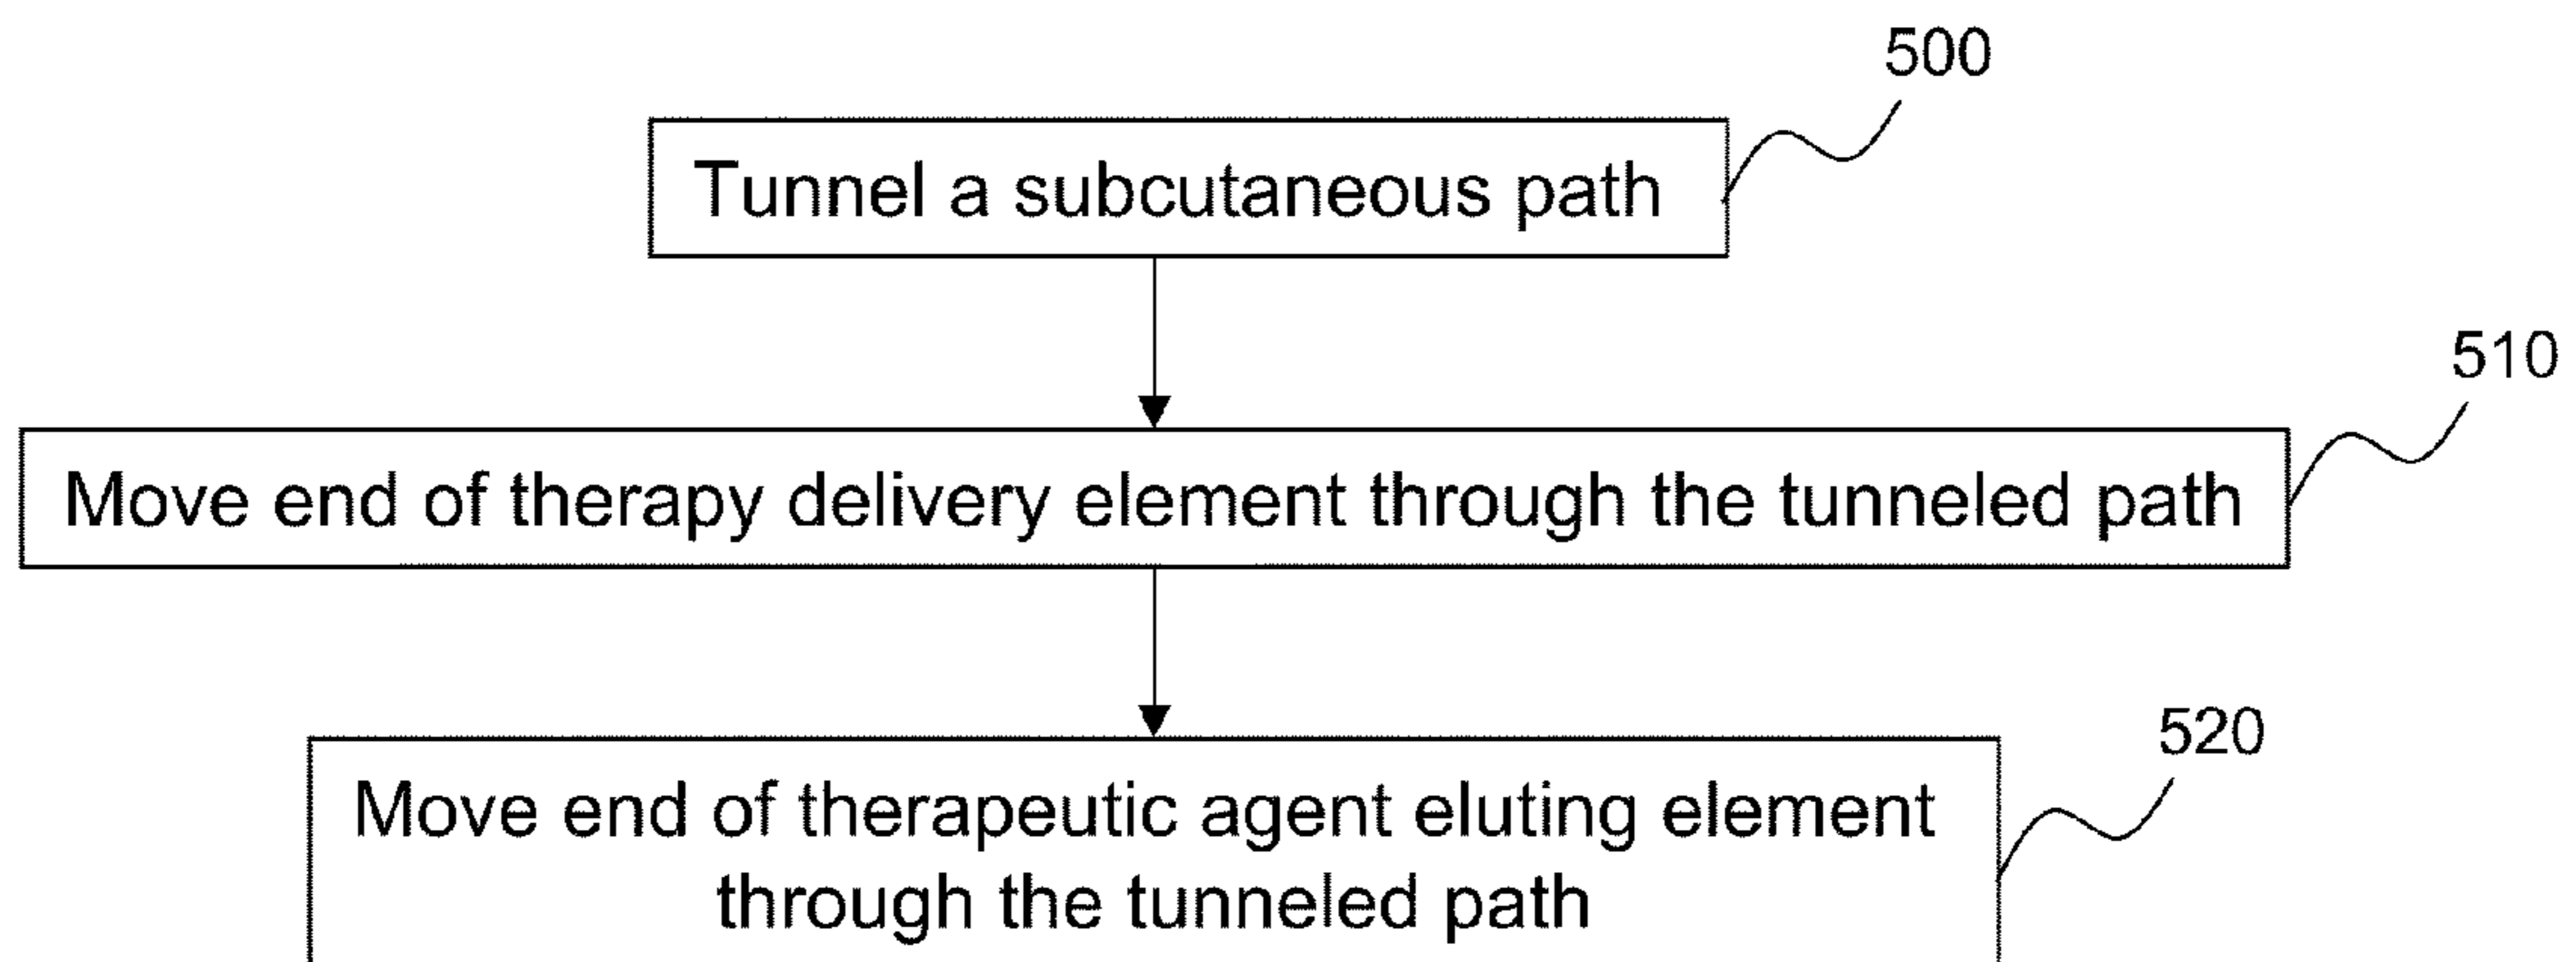 500
Tunnel a subcutaneous path
510
Move end of therapy delivery element through the tunneled path
520
Move end of therapeutic agent eluting element
through the tunneled path